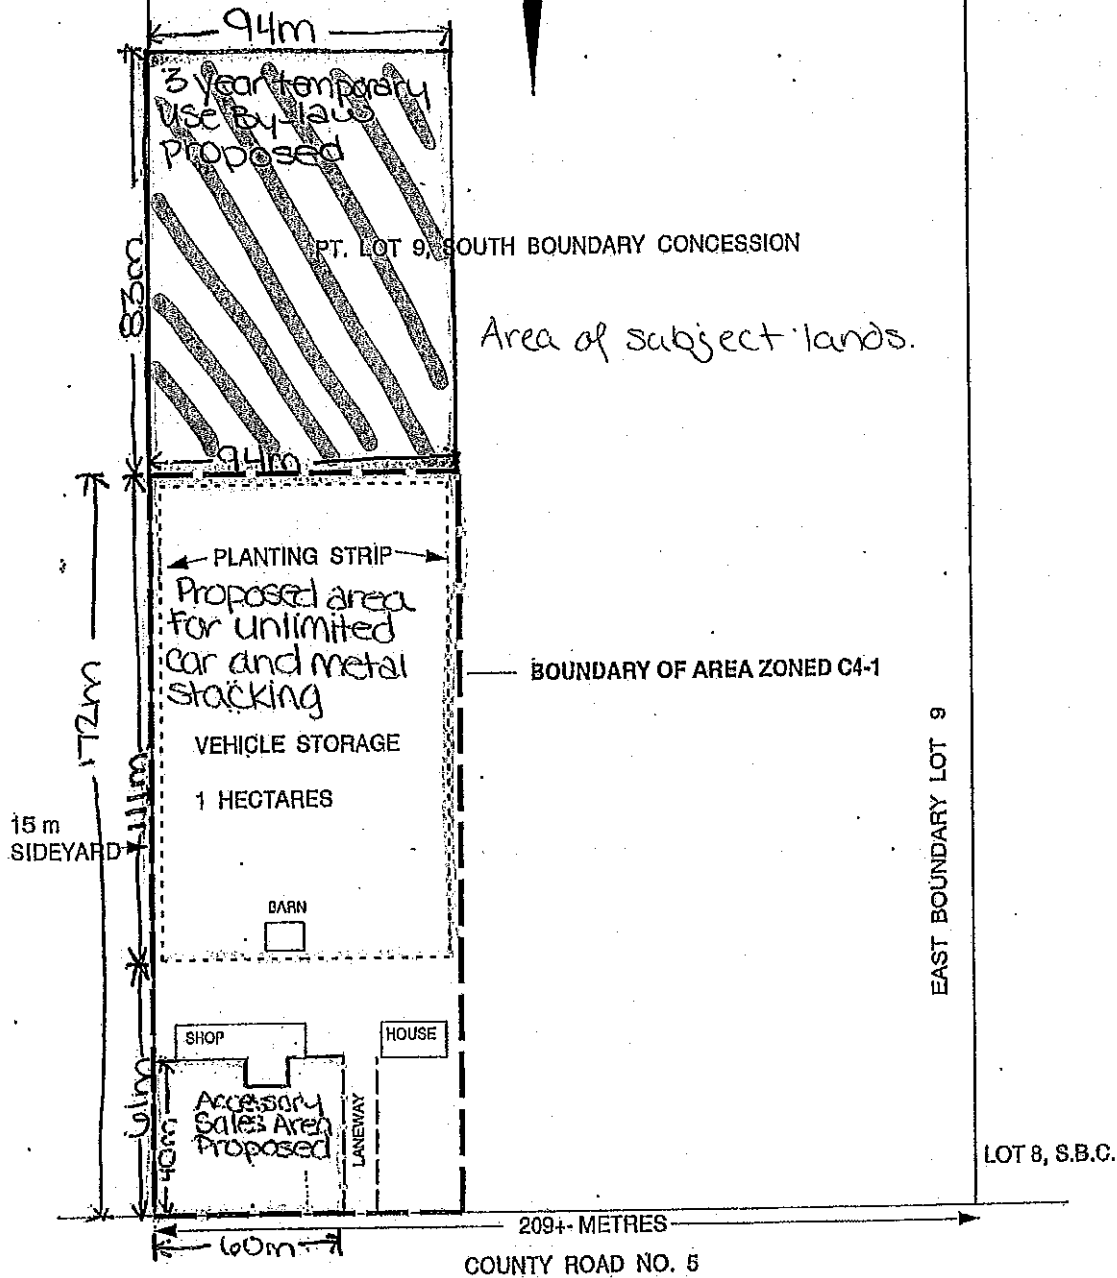 94m
3 year temporary
Use By-law
Proposed
PT. LOT 9, SOUTH BOUNDARY CONCESSION
Area of subject lands.
94m
PLANTING STRIP
Proposed area
for unlimited
car and metal
stacking
172m
BOUNDARY OF AREA ZONED C4-1
VEHICLE STORAGE
1 HECTARES
111m
15 m
SIDEYARD
EAST BOUNDARY LOT 9
BARN
SHOP
HOUSE
61m
40m
Accessory
Sales Area
Proposed
LANEWAY
LOT 8, S.B.C.
209+- METRES
60m
COUNTY ROAD NO. 5